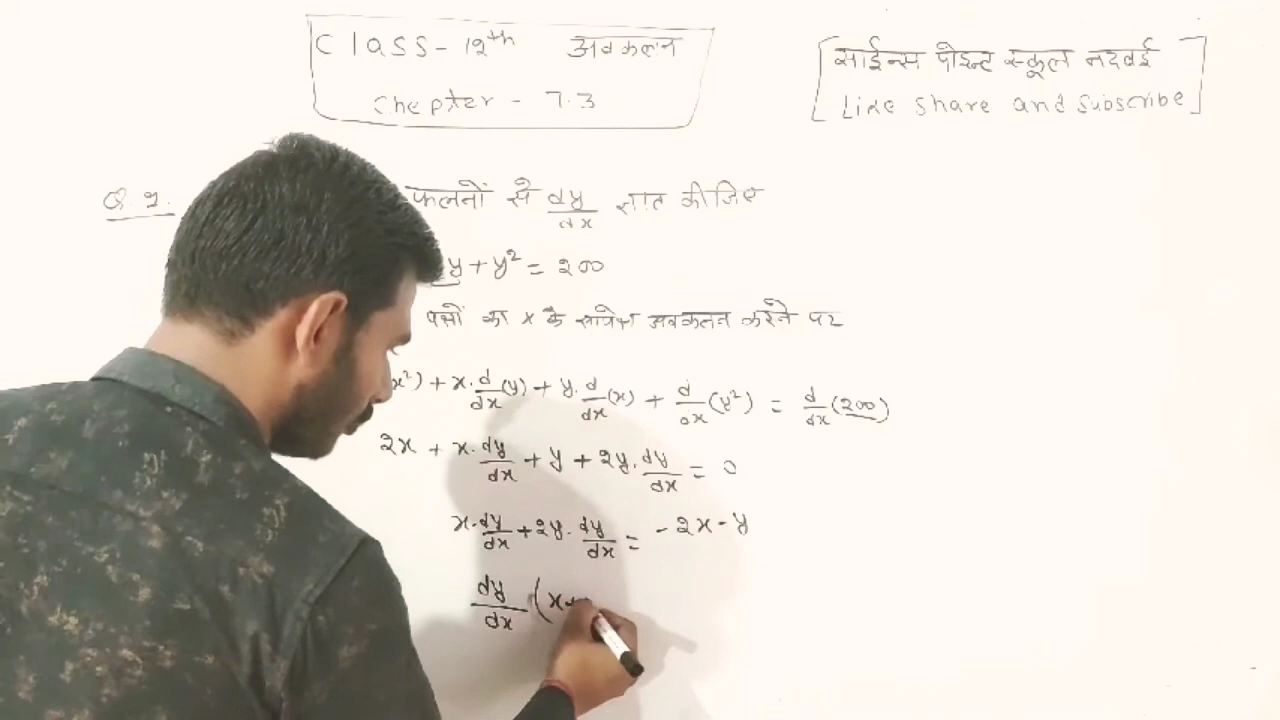 Class - 12th अवकलन
Chepter - 7.3
साईन्स पोइन्ट स्कूल नदवई
Like Share and Subscribe
Q. 1. फलनों से dy/dx ज्ञात कीजिए
y + y² = 200
पक्षों का x के सापेक्ष अवकलन करने पर
x²) + x. d/dx (y) + y. d/dx (x) + d/dx (y²) = d/dx (200)
2x + x. dy/dx + y + 2y. dy/dx = 0
x. dy/dx + 2y. dy/dx = - 2x - y
dy/dx (x+